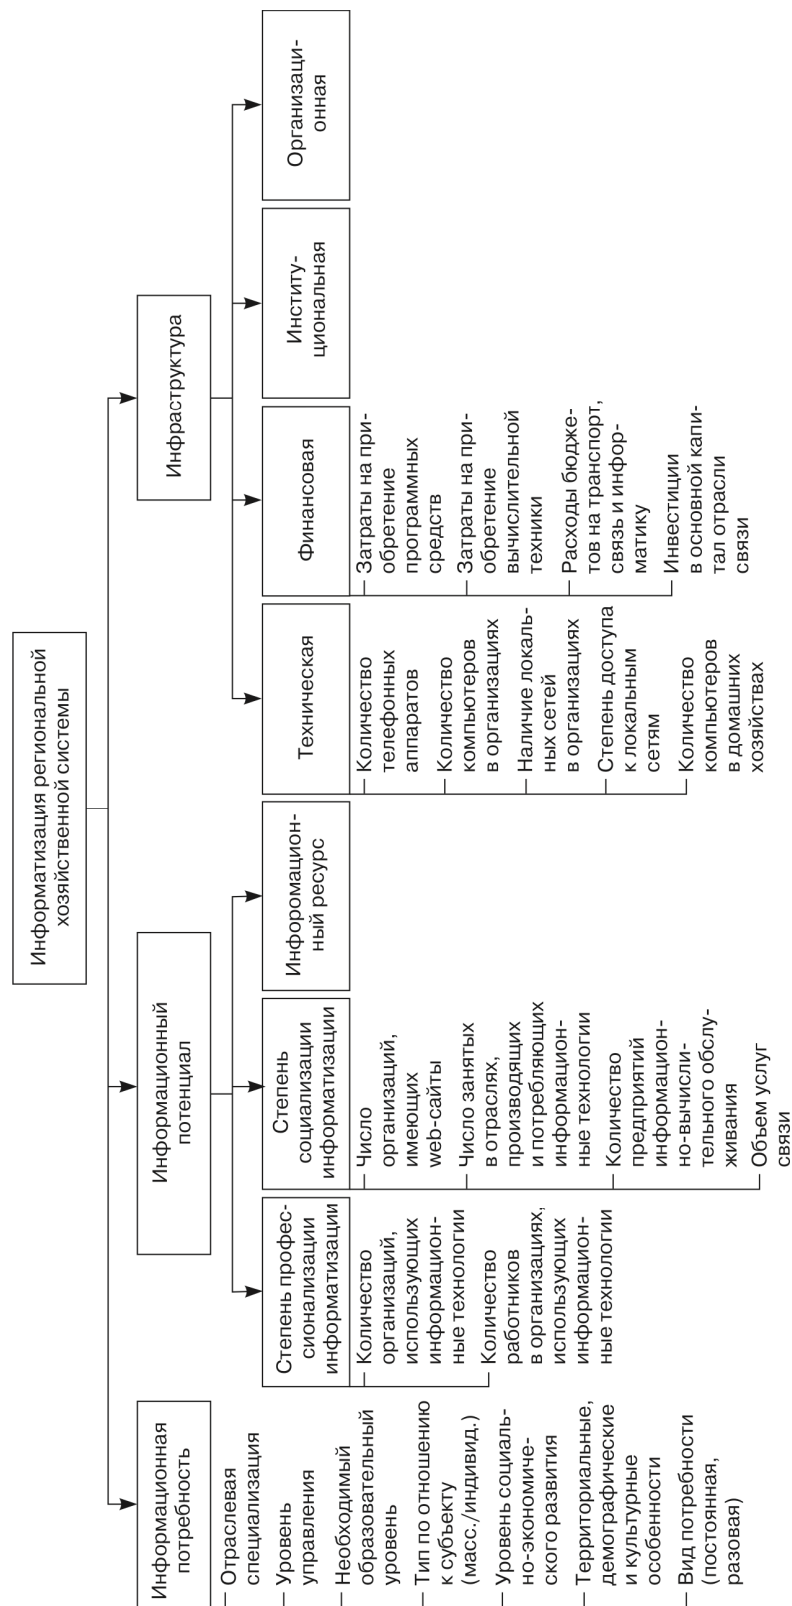 Информатизация региональной
хозяйственной системы
Информационная
потребность
Отраслевая
специализация
Уровень
управления
Необходимый
образовательный
уровень
Тип по отношению
к субъекту
(масс./индивид.)
Уровень социаль-
но-экономиче-
ского развития
Территориальные,
демографические
и культурные
особенности
Вид потребности
(постоянная,
разовая)
Информационный
потенциал
Степень профес-
сионализации
информатизации
Количество
организаций,
использующих
информацион-
ные технологии
Количество
работников
в организациях,
использующих
информацион-
ные технологии
Степень
социализации
информатизации
Число
организаций,
имеющих
web-сайты
Число занятых
в отраслях,
производящих
и потребляющих
информацион-
ные технологии
Количество
предприятий
информацион-
но-вычисли-
тельного обслу-
живания
Объем услуг
связи
Инфоромацион-
ный ресурс
Инфраструктура
Техническая
Количество
телефонных
аппаратов
Количество
компьютеров
в организациях
Наличие локаль-
ных сетей
в организациях
Степень доступа
к локальным
сетям
Количество
компьютеров
в домашних
хозяйствах
Финансовая
Затраты на при-
обретение
программных
средств
Затраты на при-
обретение
вычислительной
техники
Расходы бюдже-
тов на транспорт,
связь и инфор-
матику
Инвестиции
в основной капи-
тал отрасли
связи
Институ-
циональная
Организаци-
онная